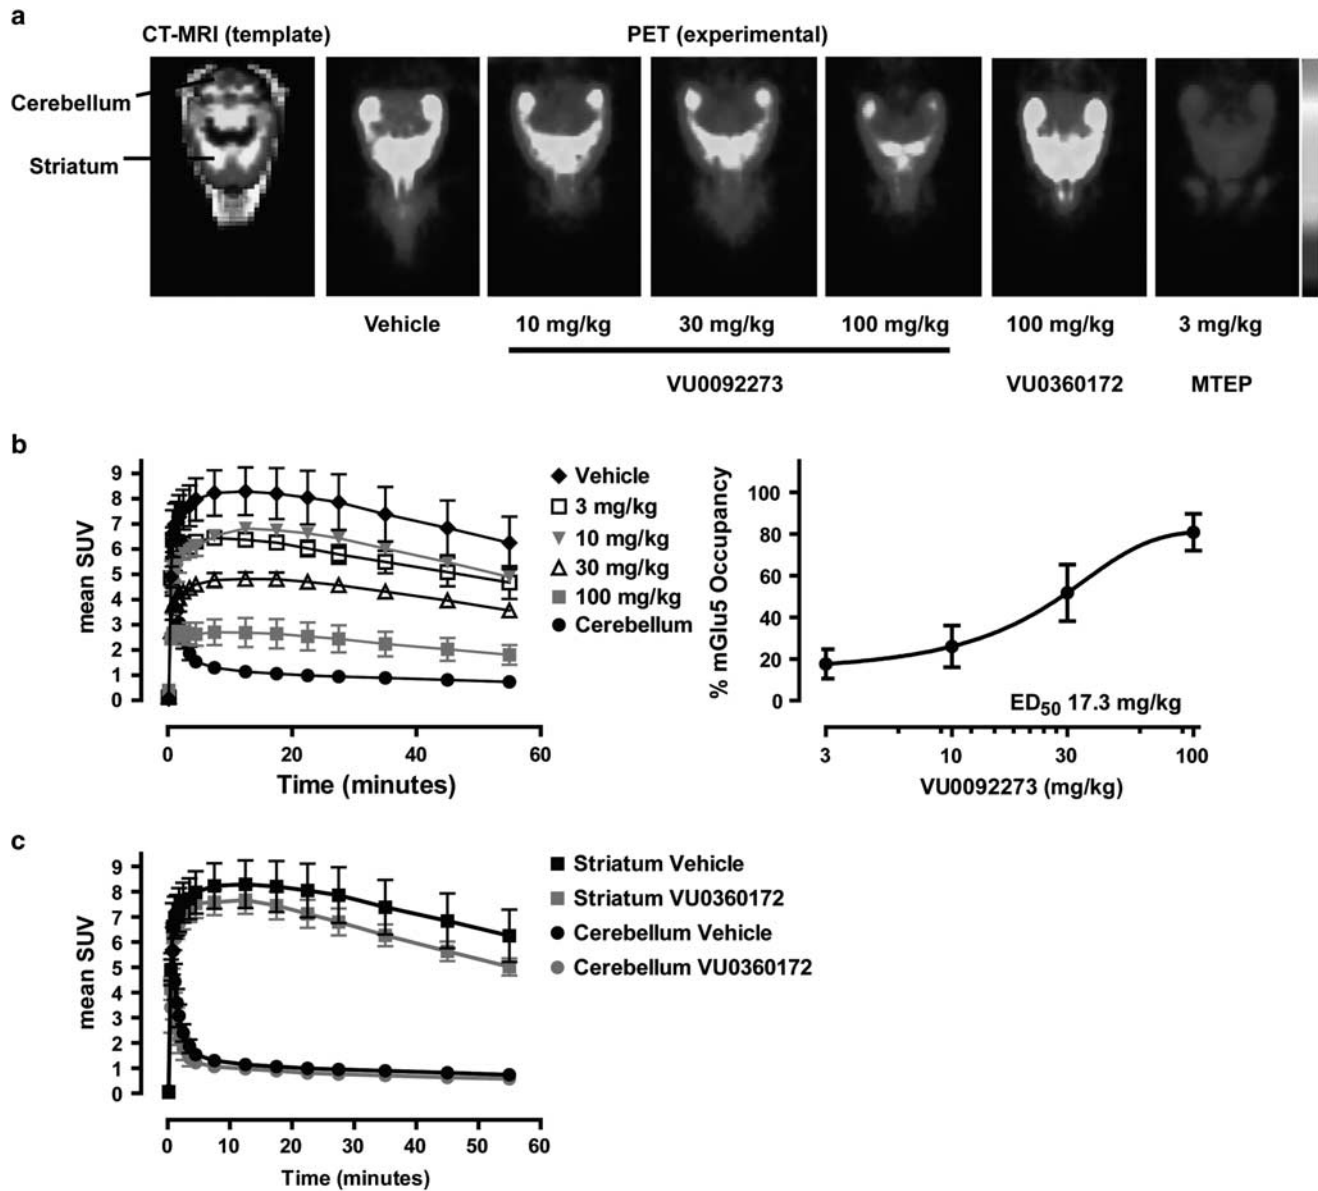 a
CT-MRI (template)
PET (experimental)
Cerebellum
Striatum
Vehicle
10 mg/kg
30 mg/kg
100 mg/kg
100 mg/kg
3 mg/kg
VU0092273
VU0360172
MTEP
b
mean SUV
9
8
7
6
5
4
3
2
1
0
0
20
40
60
Time (minutes)
Vehicle
3 mg/kg
10 mg/kg
30 mg/kg
100 mg/kg
Cerebellum
% mGlu5 Occupancy
100
80
60
40
20
0
ED50 17.3 mg/kg
3
10
30
100
VU0092273 (mg/kg)
c
mean SUV
9
8
7
6
5
4
3
2
1
0
0
10
20
30
40
50
60
Time (minutes)
Striatum Vehicle
Striatum VU0360172
Cerebellum Vehicle
Cerebellum VU0360172